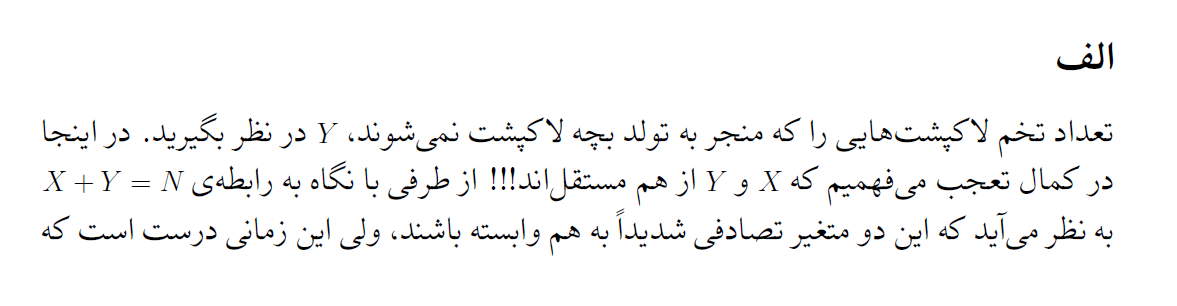 الف
تعداد تخم لاکپشت‌هایی را که منجر به تولد بچه لاکپشت نمی‌شوند، Y در نظر بگیرید. در اینجا
در کمال تعجب می‌فهمیم که X و Y از هم مستقل‌اند!!! از طرفی با نگاه به رابطه‌ی X + Y = N
به نظر می‌آید که این دو متغیر تصادفی شدیداً به هم وابسته باشند، ولی این زمانی درست است که